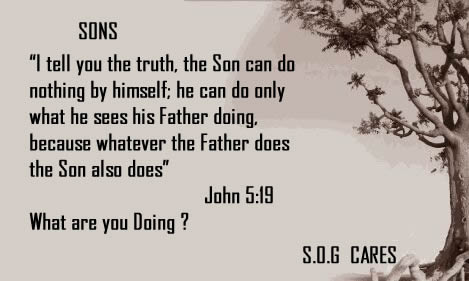 SONS
“I tell you the truth, the Son can do
nothing by himself; he can do only
what he sees his Father doing,
because whatever the Father does
the Son also does”
John 5:19
What are you Doing ?
S.O.G CARES